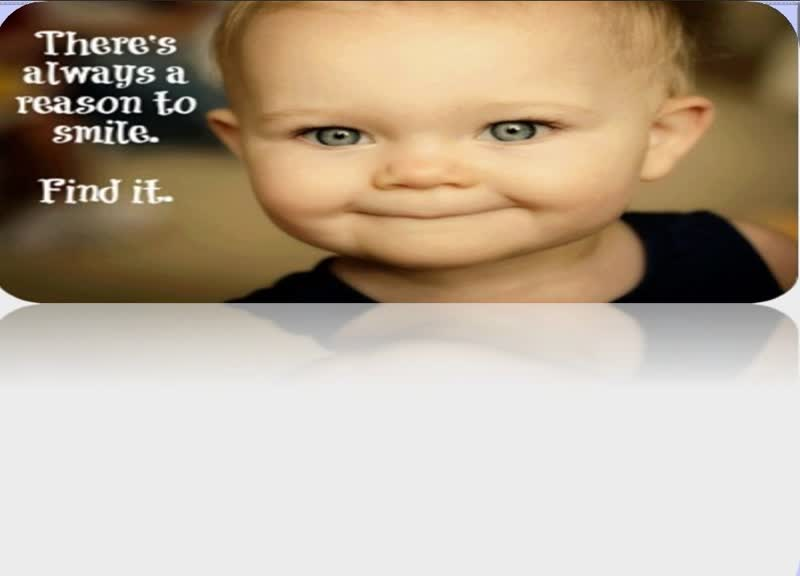 There's
always a
reason to
smile.
Find it.